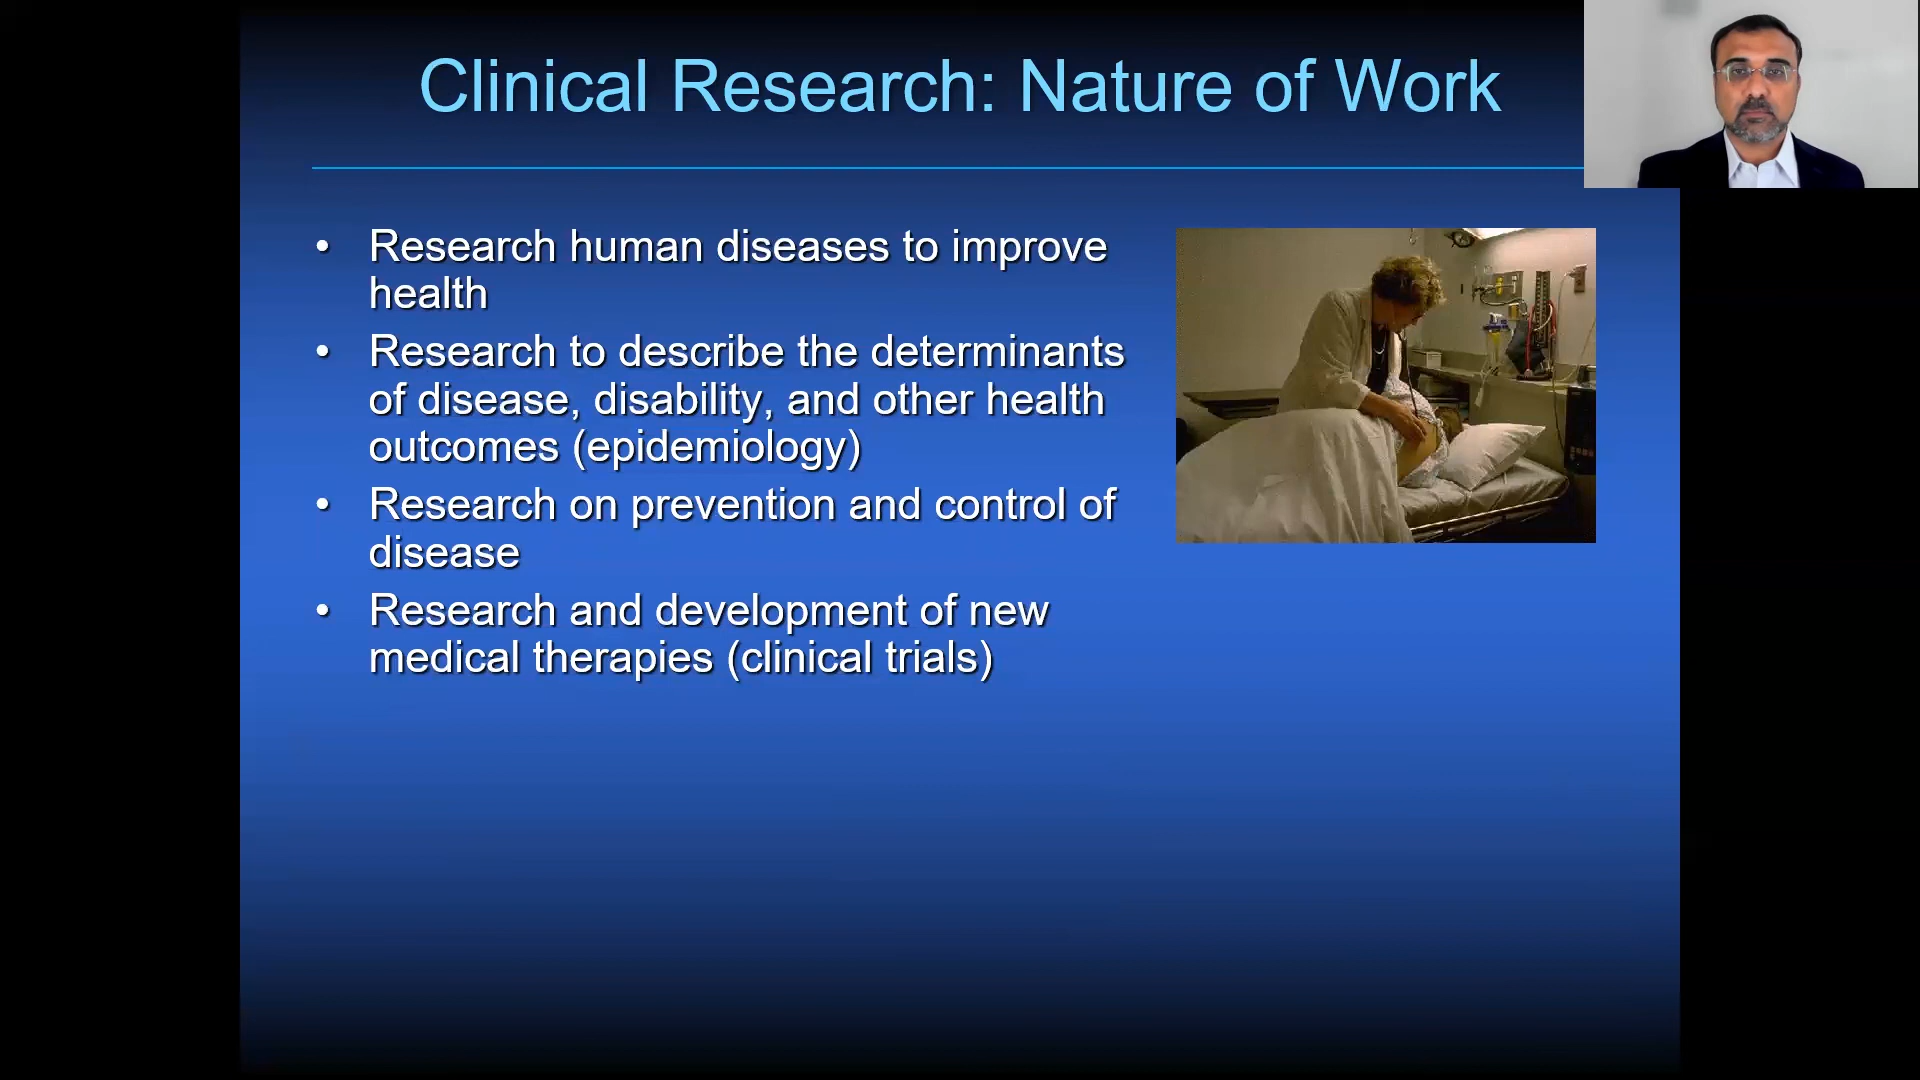 Clinical Research: Nature of Work
• Research human diseases to improve
health
• Research to describe the determinants
of disease, disability, and other health
outcomes (epidemiology)
• Research on prevention and control of
disease
• Research and development of new
medical therapies (clinical trials)